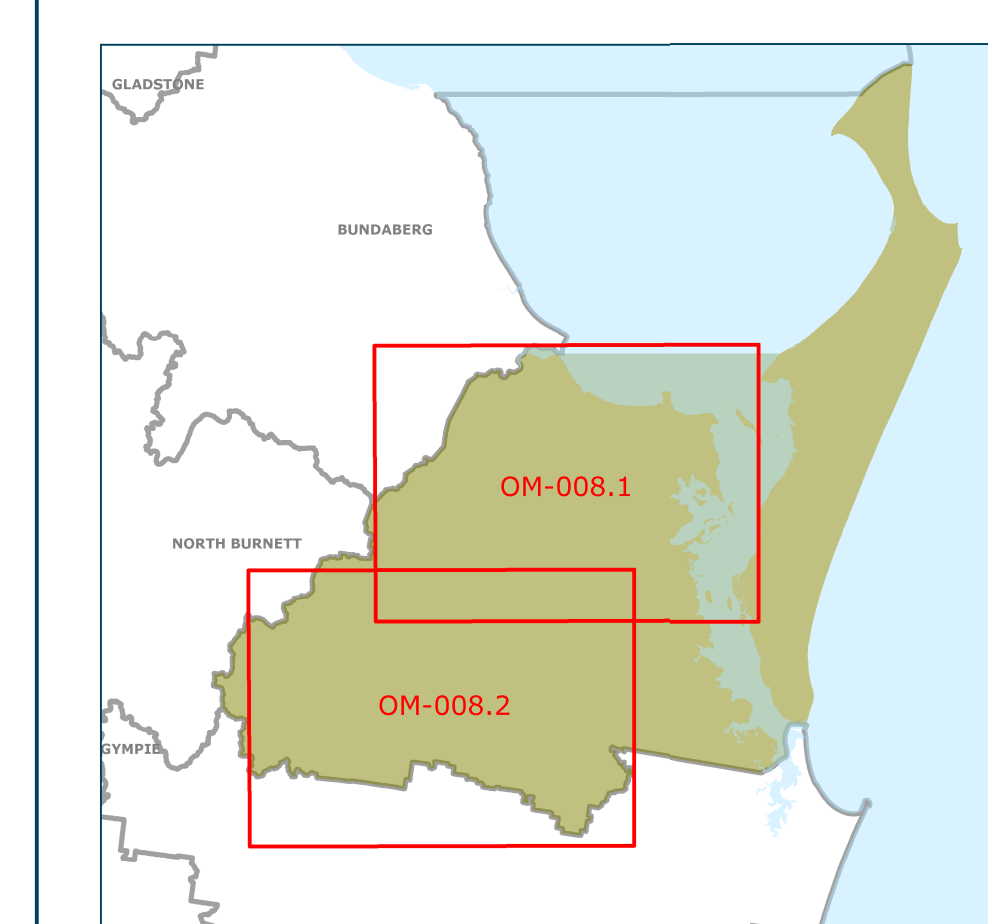 GLADSTONE
BUNDABERG
OM-008.1
NORTH BURNETT
OM-008.2
GYMPIE